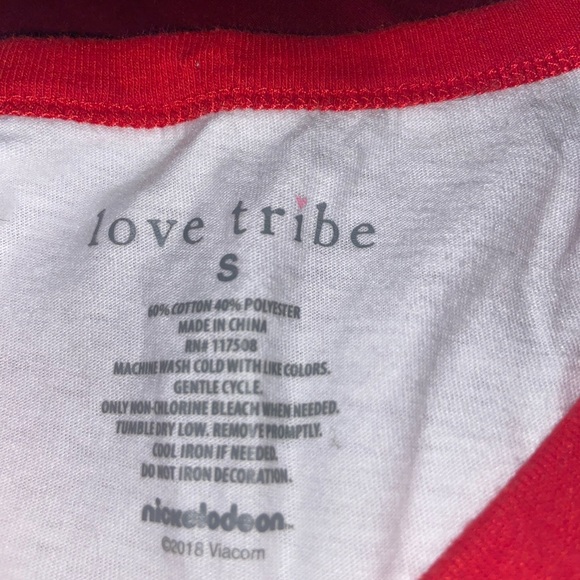 love tribe
S
60% COTTON 40% POLYESTER
MADE IN CHINA
RN# 117508
MACHINE WASH COLD WITH LIKE COLORS.
GENTLE CYCLE.
ONLY NON-CHLORINE BLEACH WHEN NEEDED.
TUMBLE DRY LOW. REMOVE PROMPTLY.
COOL IRON IF NEEDED.
DO NOT IRON DECORATION.
nickelodeon™
©2018 Viacom